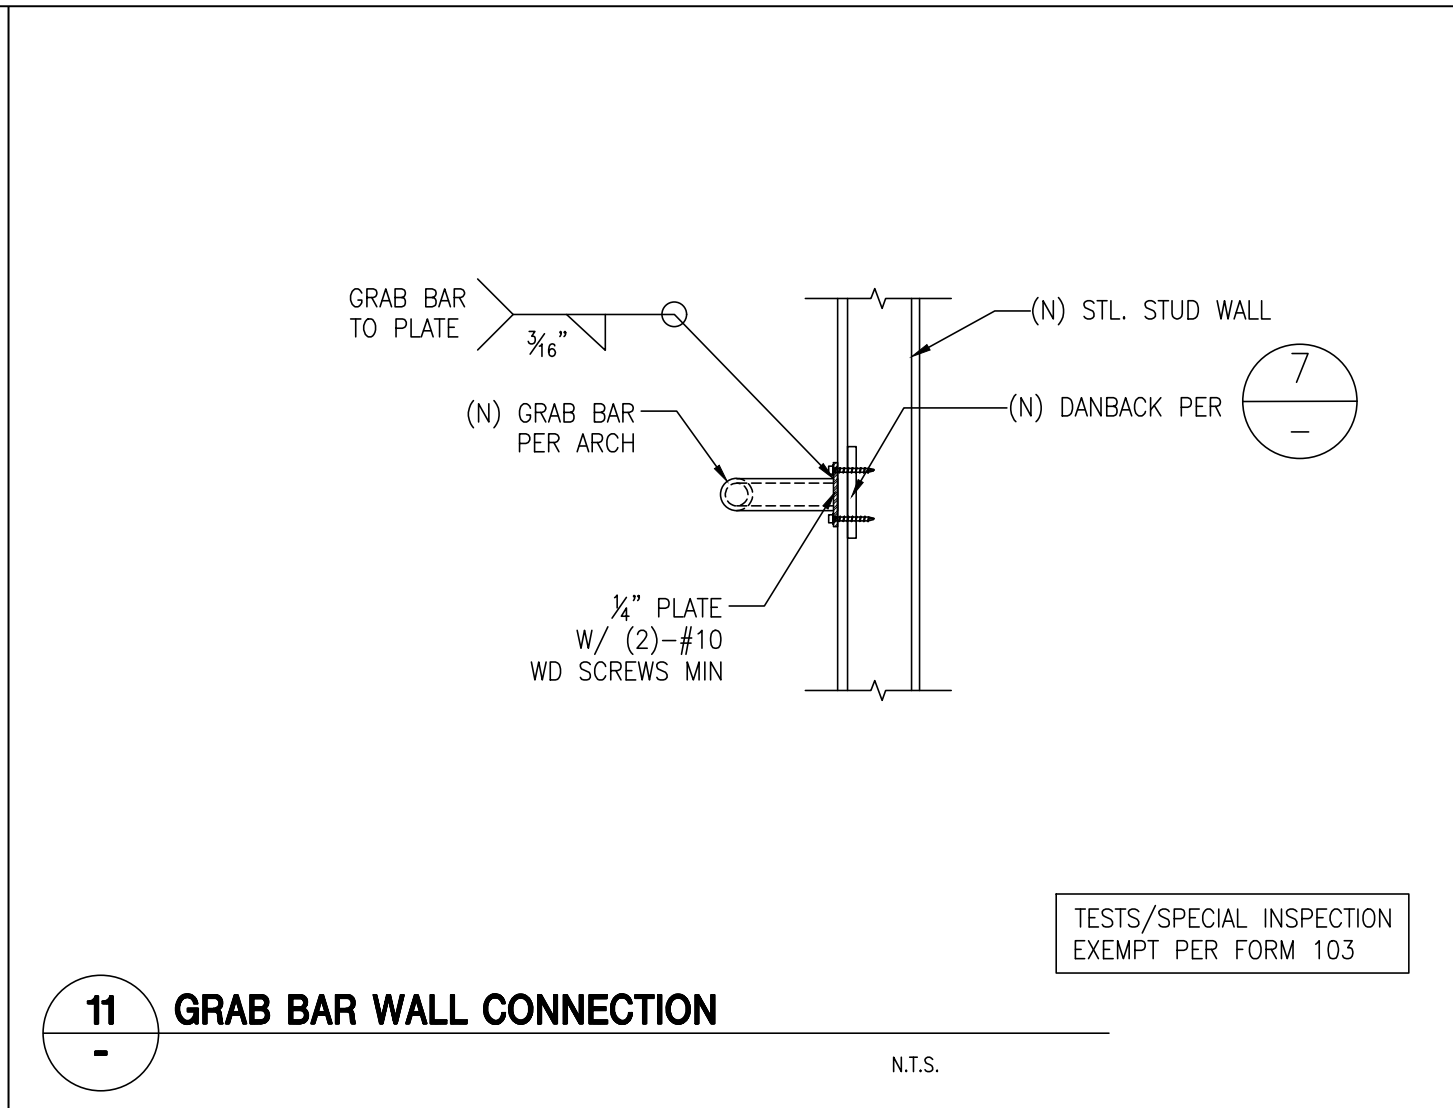 GRAB BAR
TO PLATE
3/16"
(N) GRAB BAR
PER ARCH
(N) STL. STUD WALL
(N) DANBACK PER
7
-
1/4" PLATE
W/ (2)-#10
WD SCREWS MIN
TESTS/SPECIAL INSPECTION
EXEMPT PER FORM 103
11
-
GRAB BAR WALL CONNECTION
N.T.S.